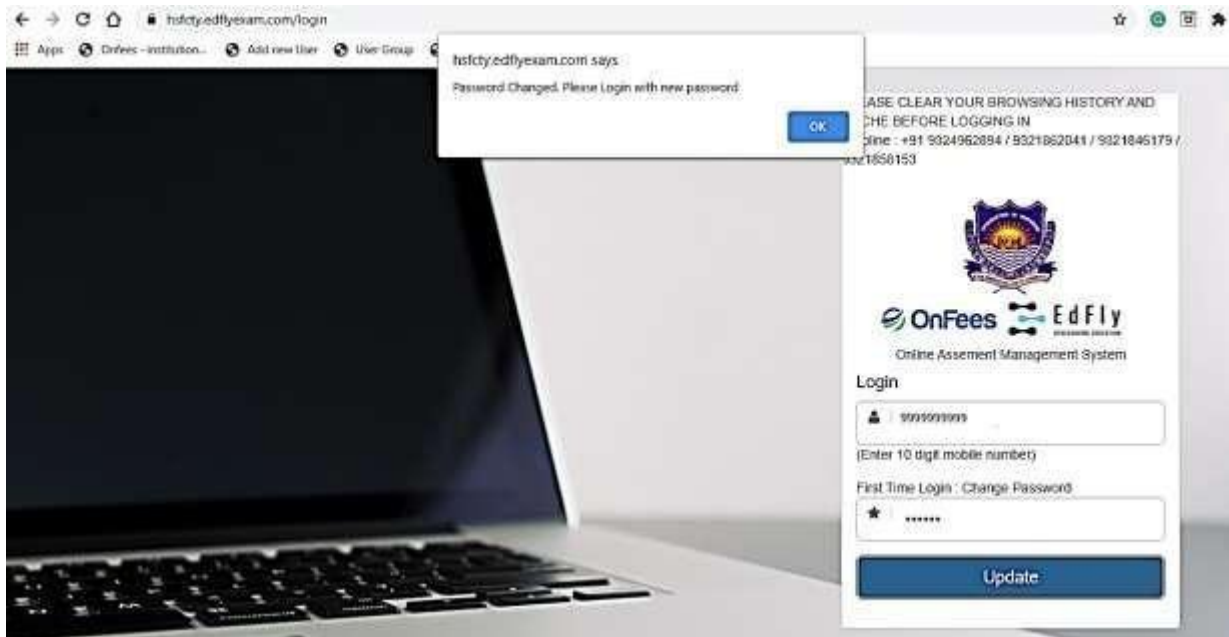 hsfcty.edflyexam.com/login
Apps Onfees - institution... Add new User User Group
hsfcty.edflyexam.com says
Password Changed. Please Login with new password
OK
EASE CLEAR YOUR BROWSING HISTORY AND
CHE BEFORE LOGGING IN
pline : +91 9324962894 / 9321862041 / 9321846179 /
9321858153
OnFees EdFly
Online Assement Management System
Login
9999999999
(Enter 10 digit mobile number)
First Time Login : Change Password
Update